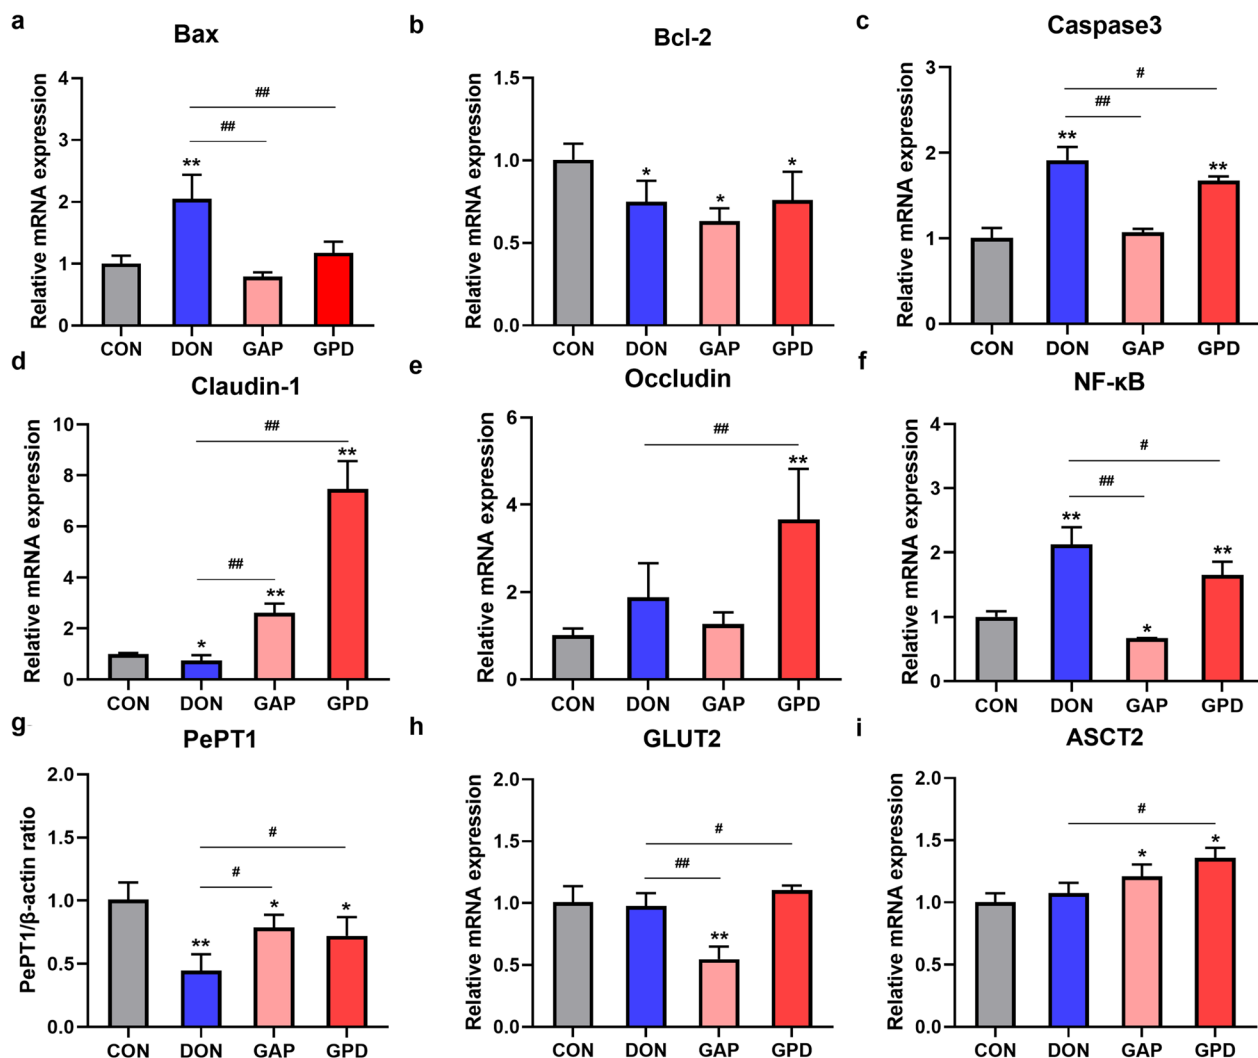 a
Bax
Relative mRNA expression
4
3
2
1
0
##
##
**
CON DON GAP GPD
b
Bcl-2
Relative mRNA expression
1.5
1.0
0.5
0.0
* * *
CON DON GAP GPD
c
Caspase3
Relative mRNA expression
3
2
1
0
#
##
** **
CON DON GAP GPD
d
Claudin-1
Relative mRNA expression
10
8
6
4
2
0
##
**
##
**
*
CON DON GAP GPD
e
Occludin
Relative mRNA expression
6
4
2
0
##
**
CON DON GAP GPD
f
NF-κB
Relative mRNA expression
4
3
2
1
0
#
##
**
**
*
CON DON GAP GPD
g
PePT1
PePT1/β-actin ratio
2.0
1.5
1.0
0.5
0.0
#
#
** * *
CON DON GAP GPD
h
GLUT2
Relative mRNA expression
2.0
1.5
1.0
0.5
0.0
#
##
**
CON DON GAP GPD
i
ASCT2
Relative mRNA expression
2.0
1.5
1.0
0.5
0.0
#
* *
CON DON GAP GPD